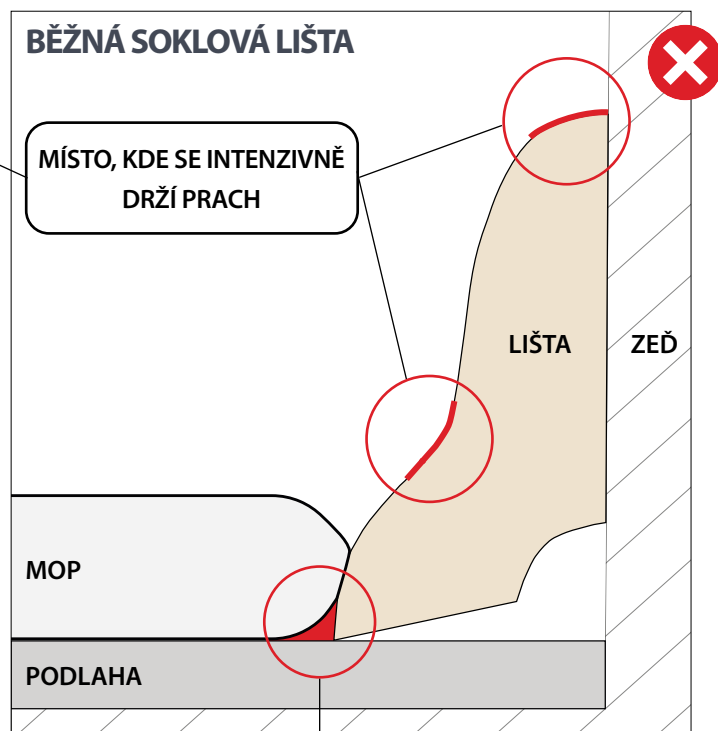 BĚŽNÁ SOKLOVÁ LIŠTA
MÍSTO, KDE SE INTENZIVNĚ
DRŽÍ PRACH
LIŠTA
ZEĎ
MOP
PODLAHA